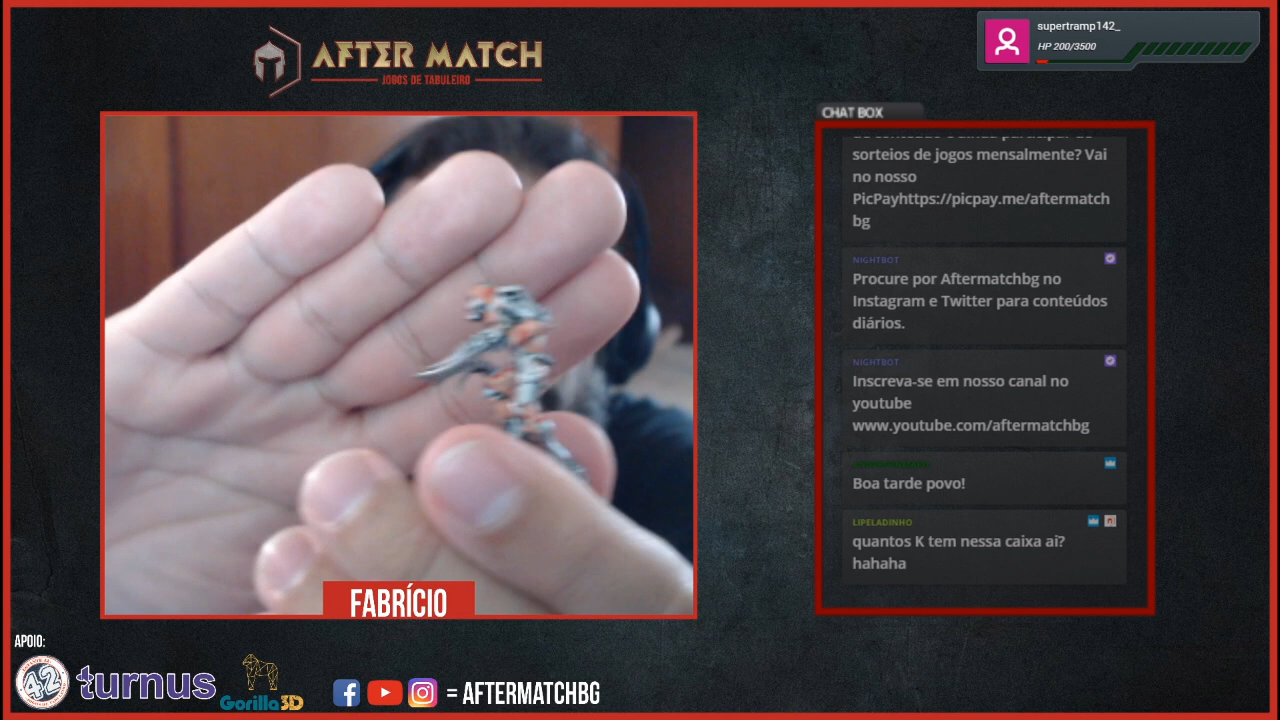 AFTER MATCH
JOGOS DE TABULEIRO
supertramp142_
HP 200/3500
CHAT BOX
sorteios de jogos mensalmente? Vai
no nosso
PicPayhttps://picpay.me/aftermatch
bg
NIGHTBOT
Procure por Aftermatchbg no
Instagram e Twitter para conteúdos
diários.
NIGHTBOT
Inscreva-se em nosso canal no
youtube
www.youtube.com/aftermatchbg
Boa tarde povo!
LIPELADINHO
quantos K tem nessa caixa ai?
hahaha
FABRÍCIO
APOIO:
42
turnus
Gorilla3D
= AFTERMATCHBG